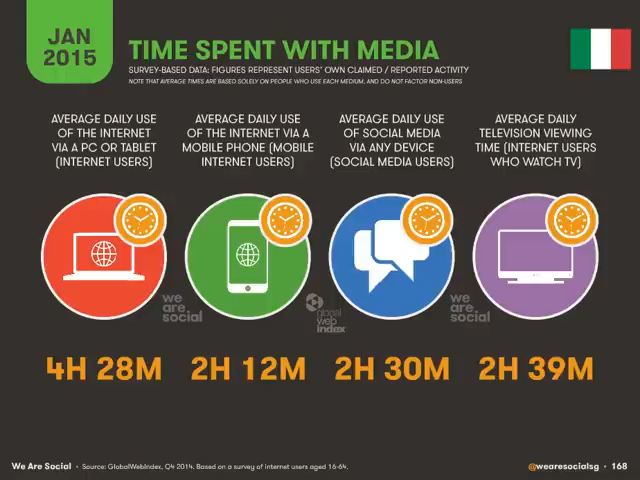 JAN
2015
TIME SPENT WITH MEDIA
SURVEY-BASED DATA; FIGURES REPRESENT USERS' OWN CLAIMED / REPORTED ACTIVITY
NOTE THAT AVERAGE TIMES ARE BASED SOLELY ON PEOPLE WHO USE EACH MEDIUM, AND DO NOT FACTOR NON-USERS
AVERAGE DAILY USE
OF THE INTERNET
VIA A PC OR TABLET
(INTERNET USERS)
AVERAGE DAILY USE
OF THE INTERNET VIA A
MOBILE PHONE (MOBILE
INTERNET USERS)
AVERAGE DAILY USE
OF SOCIAL MEDIA
VIA ANY DEVICE
(SOCIAL MEDIA USERS)
AVERAGE DAILY
TELEVISION VIEWING
TIME (INTERNET USERS
WHO WATCH TV)
we
are
social
global
web
index
we
are
social
4H 28M
2H 12M
2H 30M
2H 39M
We Are Social • Source: GlobalWebIndex, Q4 2014. Based on a survey of internet users aged 16-64.
@wearesocialsg • 168